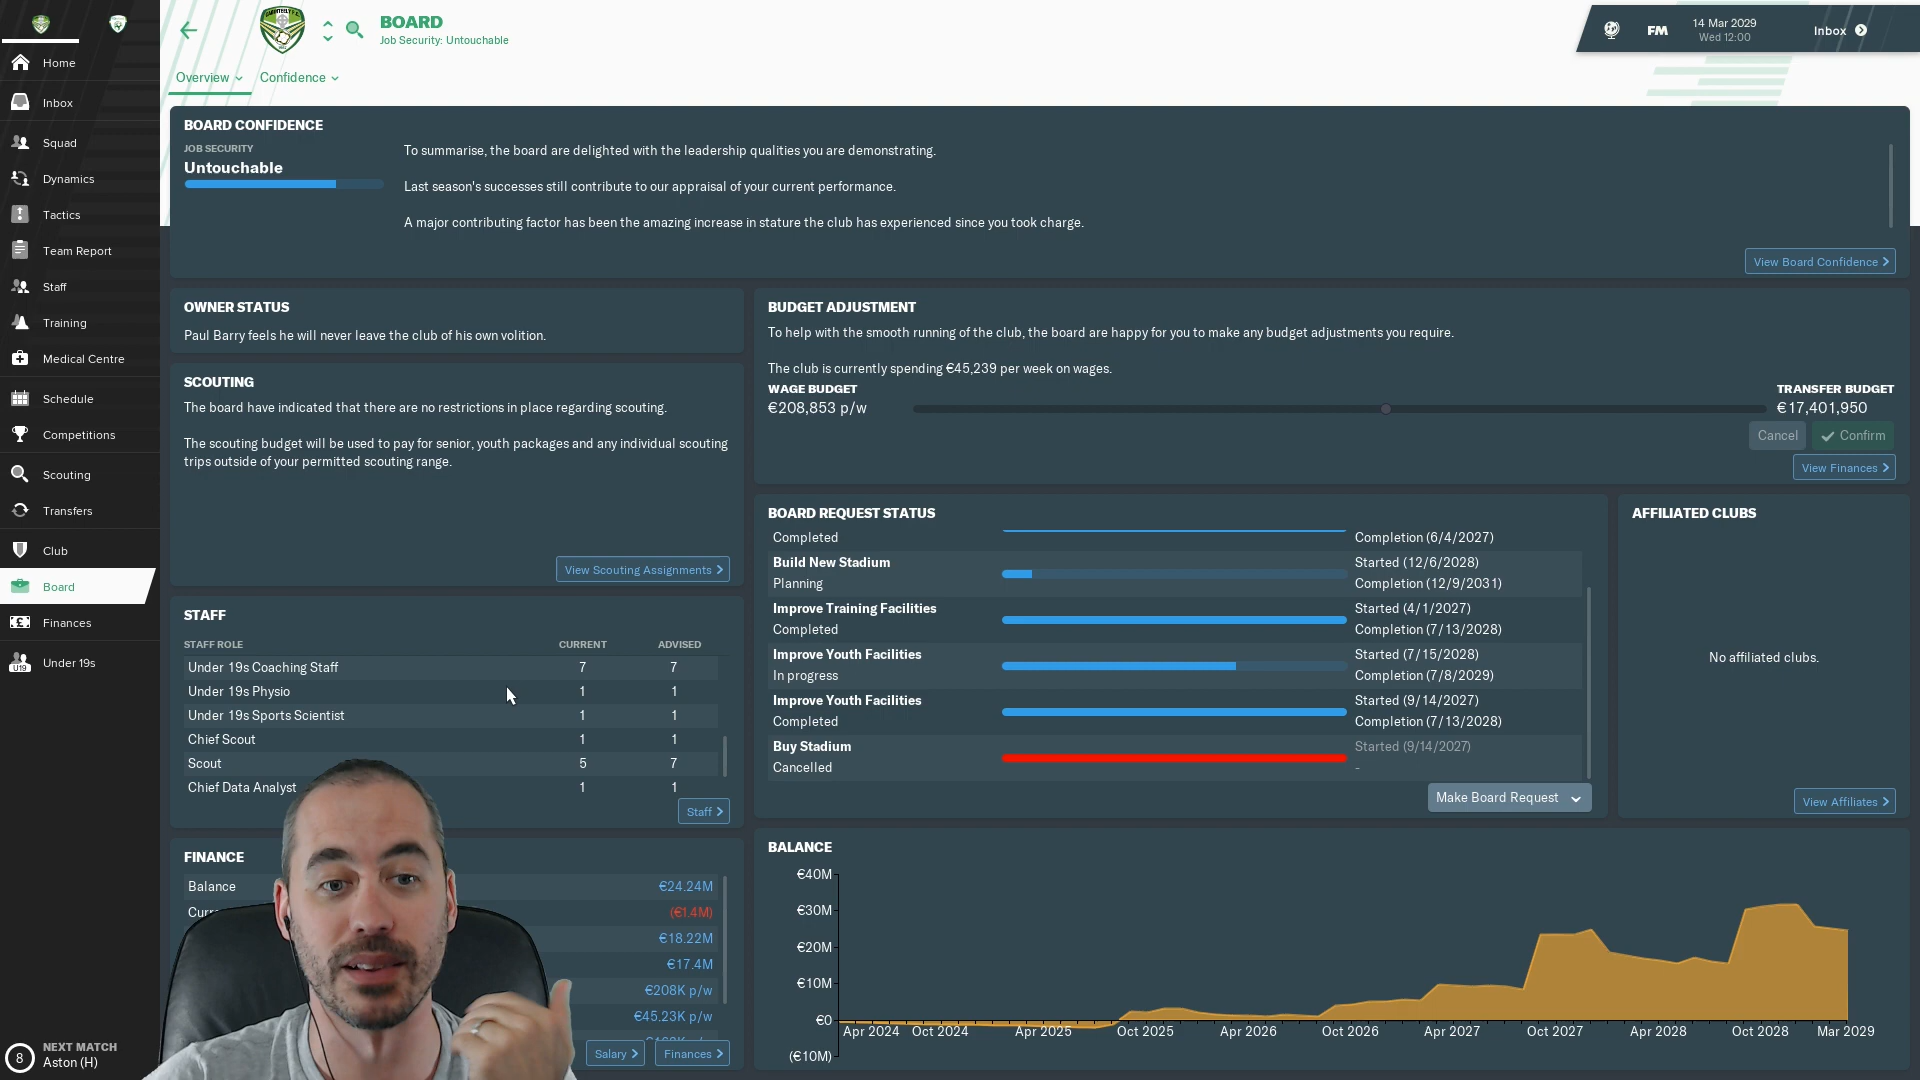 BOARD
Job Security: Untouchable
FM
14 Mar 2029
Wed 12:00
Inbox
Overview
Confidence
Home
Inbox
Squad
Dynamics
Tactics
Team Report
Staff
Training
Medical Centre
Schedule
Competitions
Scouting
Transfers
Club
Board
Finances
U19
Under 19s
8
NEXT MATCH
Aston (H)
BOARD CONFIDENCE
JOB SECURITY
Untouchable
To summarise, the board are delighted with the leadership qualities you are demonstrating.
Last season's successes still contribute to our appraisal of your current performance.
A major contributing factor has been the amazing increase in stature the club has experienced since you took charge.
View Board Confidence
OWNER STATUS
Paul Barry feels he will never leave the club of his own volition.
SCOUTING
The board have indicated that there are no restrictions in place regarding scouting.
The scouting budget will be used to pay for senior, youth packages and any individual scouting
trips outside of your permitted scouting range.
View Scouting Assignments
STAFF
STAFF ROLE CURRENT ADVISED
Under 19s Coaching Staff 7 7
Under 19s Physio 1 1
Under 19s Sports Scientist 1 1
Chief Scout 1 1
Scout 5 7
Chief Data Analyst 1 1
Staff
FINANCE
Balance €24.24M
(€1.4M)
€18.22M
€17.4M
€208K p/w
€45.23K p/w
Salary
Finances
BUDGET ADJUSTMENT
To help with the smooth running of the club, the board are happy for you to make any budget adjustments you require.
The club is currently spending €45,239 per week on wages.
WAGE BUDGET
€208,853 p/w
TRANSFER BUDGET
€17,401,950
Cancel
Confirm
View Finances
BOARD REQUEST STATUS
Completed Completion (6/4/2027)
Build New Stadium Started (12/6/2028)
Planning Completion (12/9/2031)
Improve Training Facilities Started (4/1/2027)
Completed Completion (7/13/2028)
Improve Youth Facilities Started (7/15/2028)
In progress Completion (7/8/2029)
Improve Youth Facilities Started (9/14/2027)
Completed Completion (7/13/2028)
Buy Stadium Started (9/14/2027)
Cancelled -
Make Board Request
AFFILIATED CLUBS
No affiliated clubs.
View Affiliates
BALANCE
€40M
€30M
€20M
€10M
€0
(€10M)
Apr 2024 Oct 2024 Apr 2025 Oct 2025 Apr 2026 Oct 2026 Apr 2027 Oct 2027 Apr 2028 Oct 2028 Mar 2029